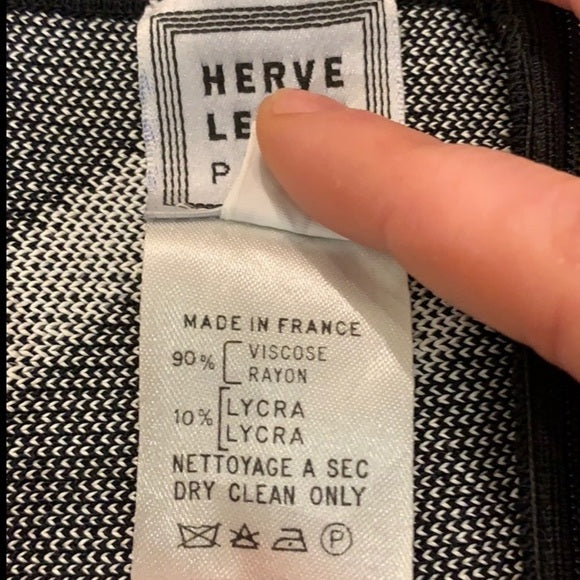 HERVE
LE
P
MADE IN FRANCE
90% VISCOSE
RAYON
10% LYCRA
LYCRA
NETTOYAGE A SEC
DRY CLEAN ONLY
P